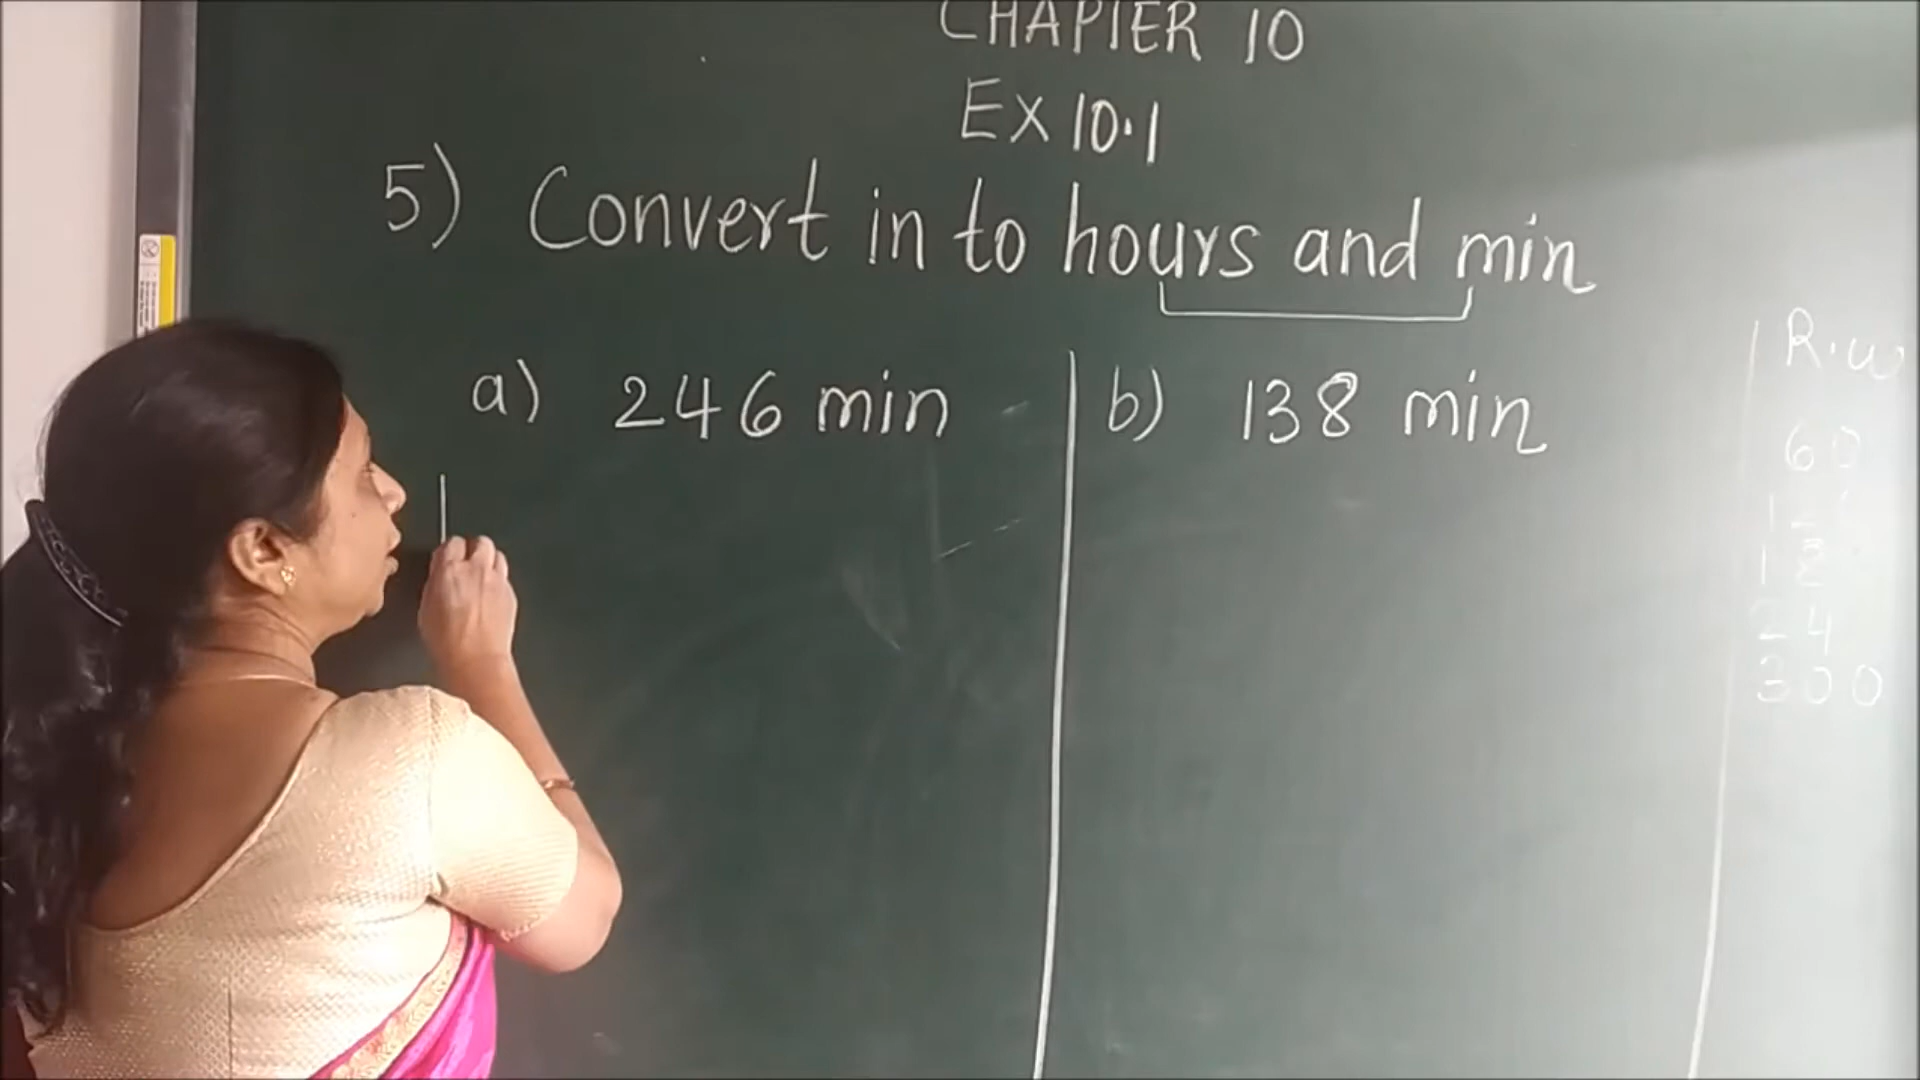 CHAPTER 10
EX 10.1
5) Convert in to hours and min
a) 246 min
b) 138 min
R.w
60
24
300